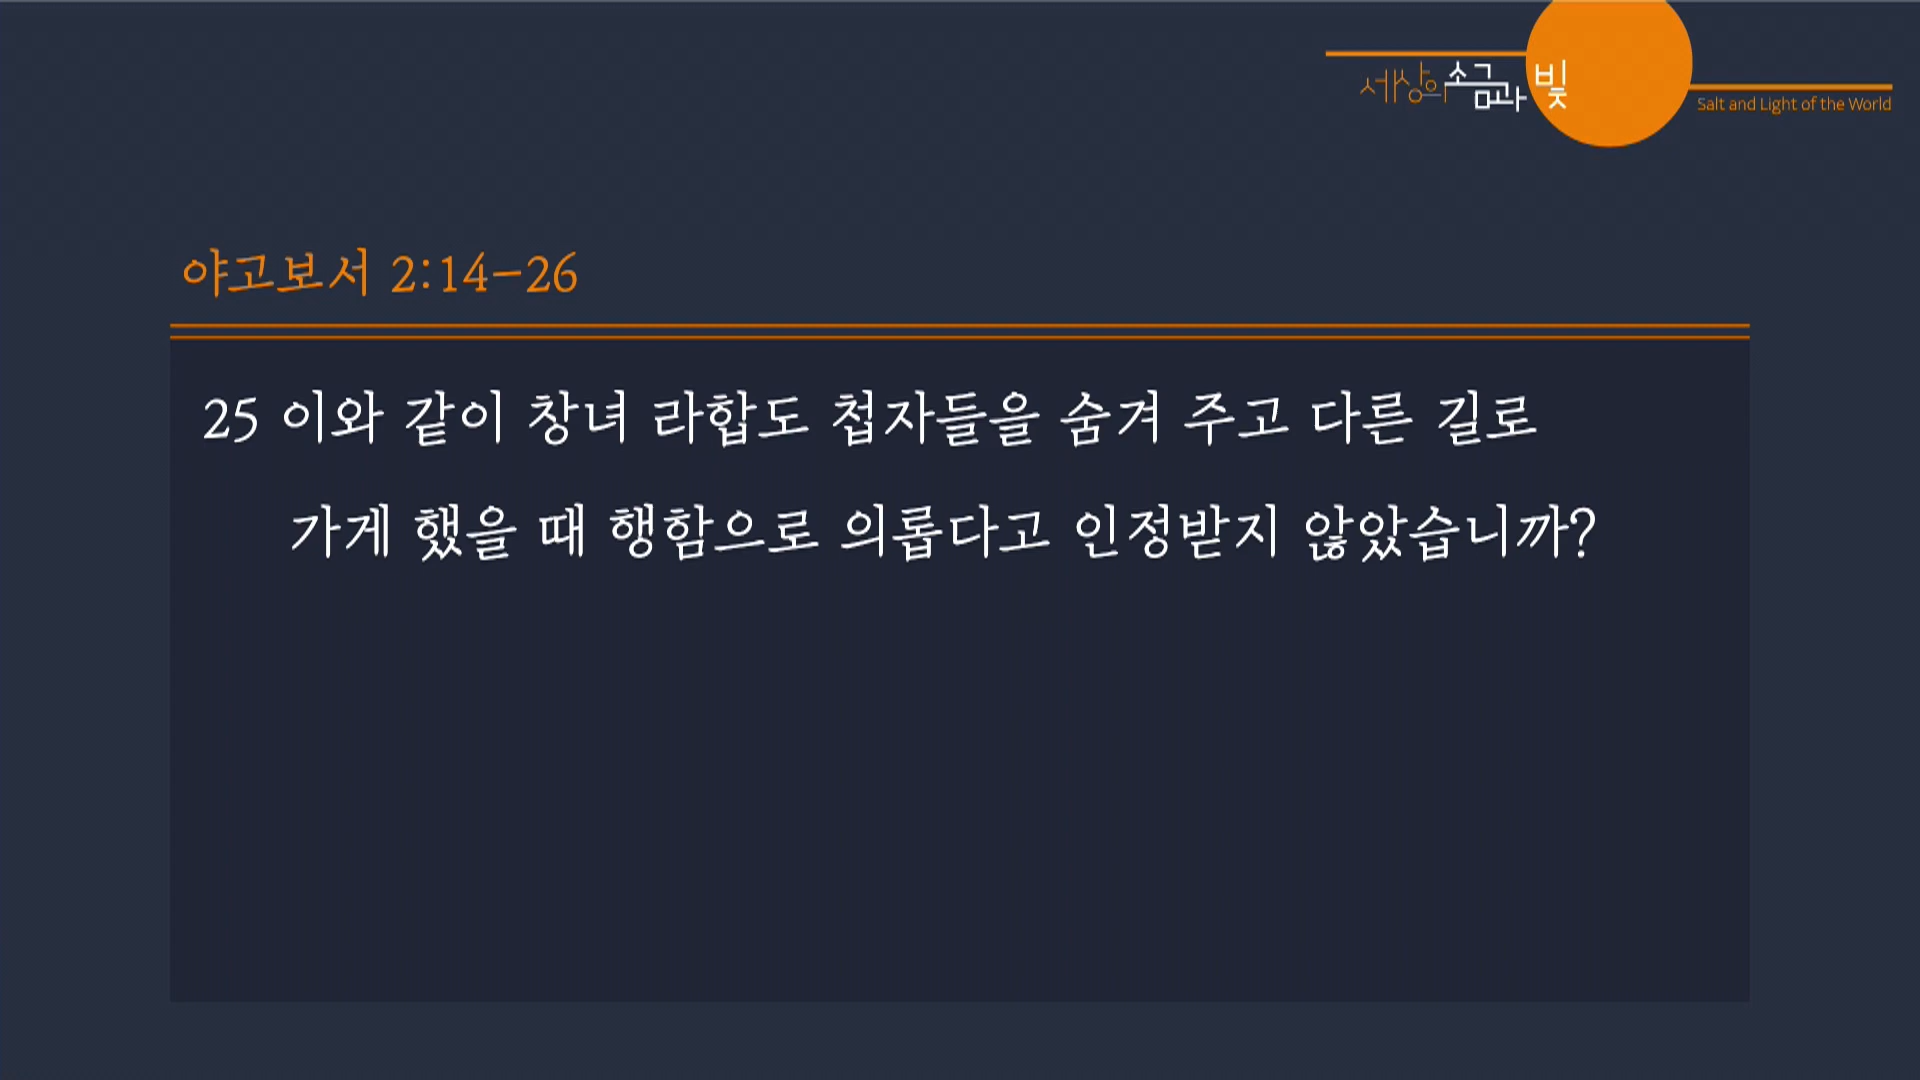 세상의 소금과 빛
Salt and Light of the World
야고보서 2:14-26
25 이와 같이 창녀 라합도 첩자들을 숨겨 주고 다른 길로
가게 했을 때 행함으로 의롭다고 인정받지 않았습니까?